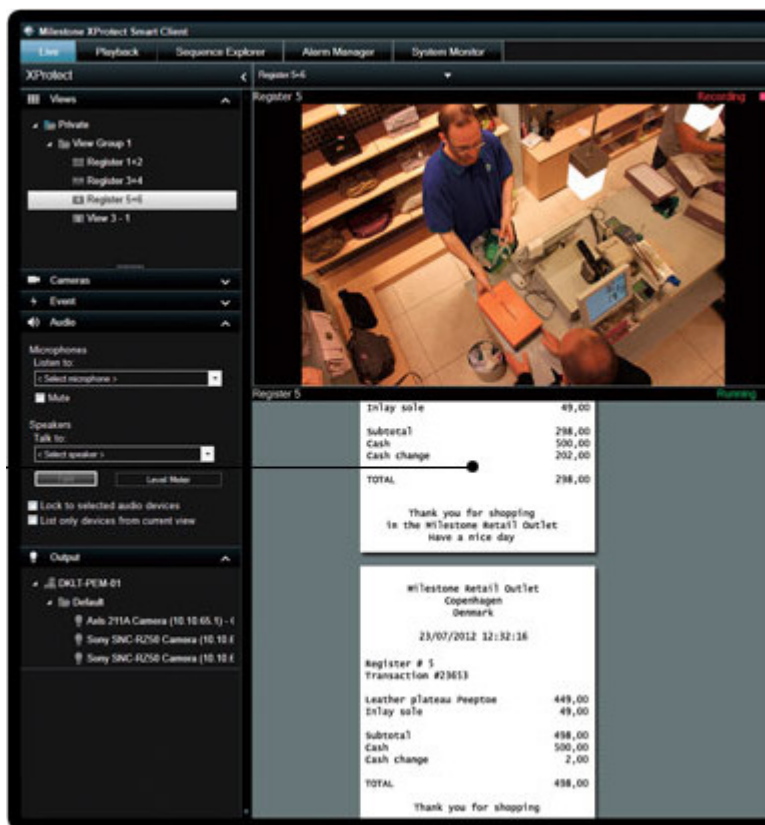 Milestone XProtect Smart Client
Live Playback Sequence Explorer Alarm Manager System Monitor
XProtect
Register 5+6
Views
Private
View Group 1
Register 1+2
Register 3+4
Register 5+6
View 3 - 1
Cameras
Event
Audio
Microphones
Listen to:
< Select microphone >
Mute
Speakers
Talk to:
< Select speaker >
Level Meter
Lock to selected audio devices
List only devices from current view
Output
DKLT-PEM-01
Default
Axis 211A Camera (10.10.65.1) -
Sony SNC-RZ50 Camera (10.10.6
Sony SNC-RZ50 Camera (10.10.6
Register 5 Recording
Register 5 Running
Inlay sole 49,00
Subtotal 298,00
Cash 500,00
Cash change 202,00
TOTAL 298,00
Thank you for shopping
in the Milestone Retail Outlet
Have a nice day
Milestone Retail Outlet
Copenhagen
Denmark
23/07/2012 12:32:16
Register # 5
Transaction #23653
Leather plateau Peeptoe 449,00
Inlay sole 49,00
Subtotal 498,00
Cash 500,00
Cash change 2,00
TOTAL 498,00
Thank you for shopping